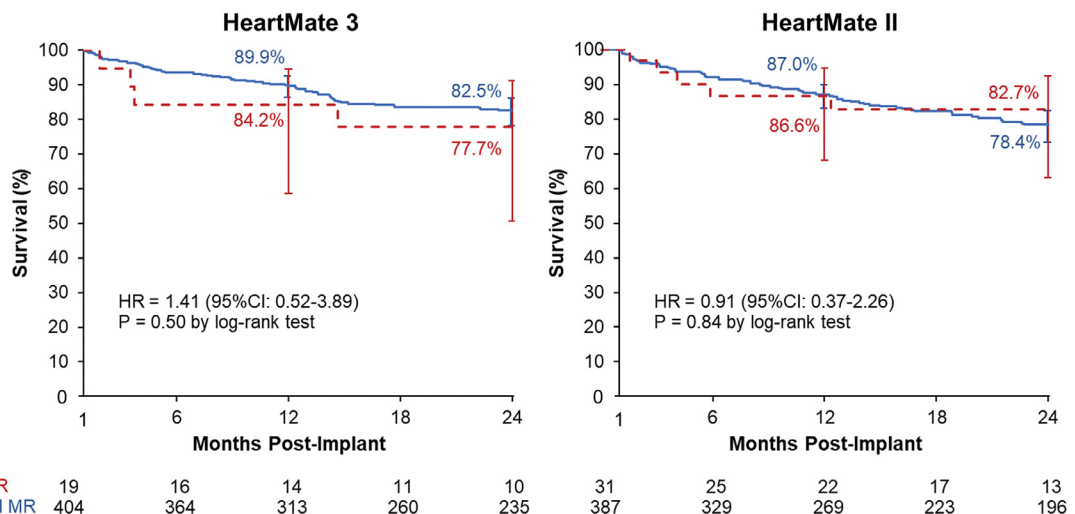 HeartMate 3
HeartMate II
100
90
80
70
60
50
40
30
20
10
0
Survival (%)
89.9%
84.2%
82.5%
77.7%
HR = 1.41 (95%CI: 0.52-3.89)
P = 0.50 by log-rank test
1 6 12 18 24
Months Post-Implant
100
90
80
70
60
50
40
30
20
10
0
Survival (%)
87.0%
86.6%
82.7%
78.4%
HR = 0.91 (95%CI: 0.37-2.26)
P = 0.84 by log-rank test
1 6 12 18 24
Months Post-Implant
19 16 14 11 10 31 25 22 17 13
MR 404 364 313 260 235 387 329 269 223 196